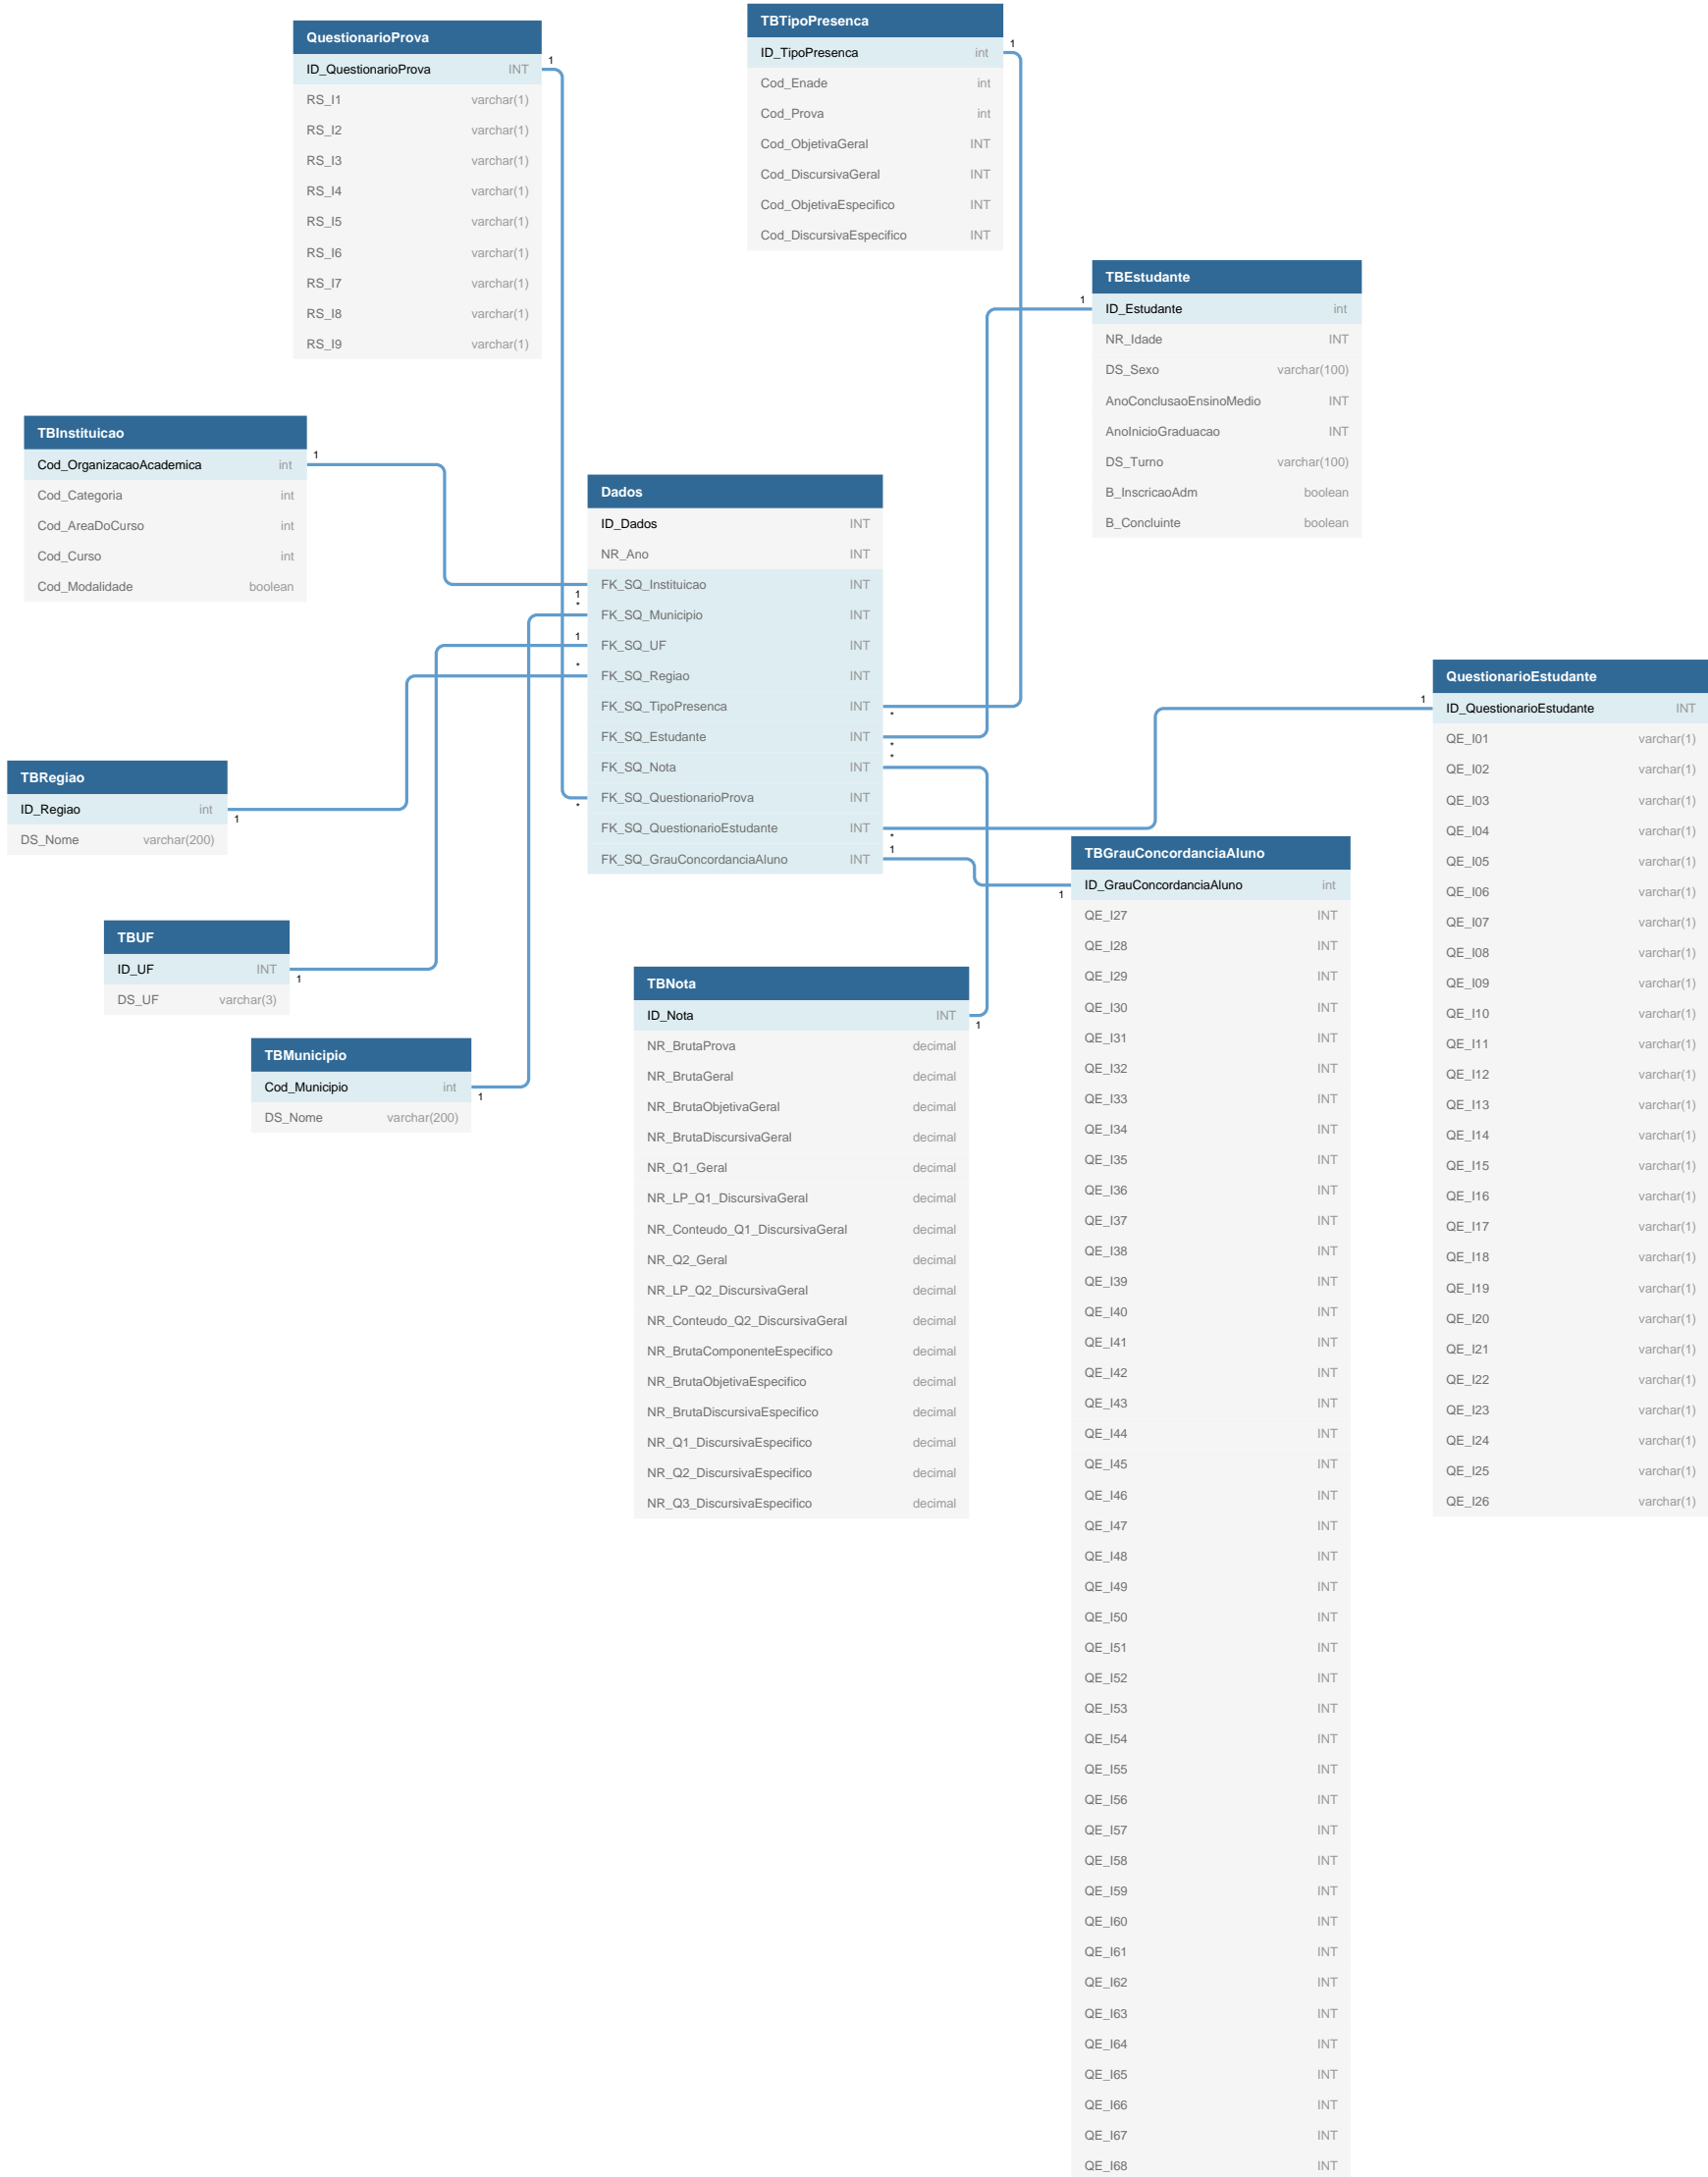 QuestionarioProva
ID_QuestionarioProva INT
RS_I1 varchar(1)
RS_I2 varchar(1)
RS_I3 varchar(1)
RS_I4 varchar(1)
RS_I5 varchar(1)
RS_I6 varchar(1)
RS_I7 varchar(1)
RS_I8 varchar(1)
RS_I9 varchar(1)
1
TBTipoPresenca
ID_TipoPresenca int
Cod_Enade int
Cod_Prova int
Cod_ObjetivaGeral INT
Cod_DiscursivaGeral INT
Cod_ObjetivaEspecifico INT
Cod_DiscursivaEspecifico INT
1
TBEstudante
ID_Estudante int
NR_Idade INT
DS_Sexo varchar(100)
AnoConclusaoEnsinoMedio INT
AnoInicioGraduacao INT
DS_Turno varchar(100)
B_InscricaoAdm boolean
B_Concluinte boolean
1
TBInstituicao
Cod_OrganizacaoAcademica int
Cod_Categoria int
Cod_AreaDoCurso int
Cod_Curso int
Cod_Modalidade boolean
1
Dados
ID_Dados INT
NR_Ano INT
FK_SQ_Instituicao INT
1
*
FK_SQ_Municipio INT
1
FK_SQ_UF INT
*
FK_SQ_Regiao INT
FK_SQ_TipoPresenca INT
*
FK_SQ_Estudante INT
*
*
FK_SQ_Nota INT
FK_SQ_QuestionarioProva INT
*
FK_SQ_QuestionarioEstudante INT
*
1
FK_SQ_GrauConcordanciaAluno INT
TBRegiao
ID_Regiao int
DS_Nome varchar(200)
1
TBUF
ID_UF INT
DS_UF varchar(3)
1
TBMunicipio
Cod_Municipio int
DS_Nome varchar(200)
1
TBNota
ID_Nota INT
NR_BrutaProva decimal
NR_BrutaGeral decimal
NR_BrutaObjetivaGeral decimal
NR_BrutaDiscursivaGeral decimal
NR_Q1_Geral decimal
NR_LP_Q1_DiscursivaGeral decimal
NR_Conteudo_Q1_DiscursivaGeral decimal
NR_Q2_Geral decimal
NR_LP_Q2_DiscursivaGeral decimal
NR_Conteudo_Q2_DiscursivaGeral decimal
NR_BrutaComponenteEspecifico decimal
NR_BrutaObjetivaEspecifico decimal
NR_BrutaDiscursivaEspecifico decimal
NR_Q1_DiscursivaEspecifico decimal
NR_Q2_DiscursivaEspecifico decimal
NR_Q3_DiscursivaEspecifico decimal
1
TBGrauConcordanciaAluno
ID_GrauConcordanciaAluno int
1
QE_I27 INT
QE_I28 INT
QE_I29 INT
QE_I30 INT
QE_I31 INT
QE_I32 INT
QE_I33 INT
QE_I34 INT
QE_I35 INT
QE_I36 INT
QE_I37 INT
QE_I38 INT
QE_I39 INT
QE_I40 INT
QE_I41 INT
QE_I42 INT
QE_I43 INT
QE_I44 INT
QE_I45 INT
QE_I46 INT
QE_I47 INT
QE_I48 INT
QE_I49 INT
QE_I50 INT
QE_I51 INT
QE_I52 INT
QE_I53 INT
QE_I54 INT
QE_I55 INT
QE_I56 INT
QE_I57 INT
QE_I58 INT
QE_I59 INT
QE_I60 INT
QE_I61 INT
QE_I62 INT
QE_I63 INT
QE_I64 INT
QE_I65 INT
QE_I66 INT
QE_I67 INT
QE_I68 INT
QuestionarioEstudante
1
ID_QuestionarioEstudante INT
QE_I01 varchar(1)
QE_I02 varchar(1)
QE_I03 varchar(1)
QE_I04 varchar(1)
QE_I05 varchar(1)
QE_I06 varchar(1)
QE_I07 varchar(1)
QE_I08 varchar(1)
QE_I09 varchar(1)
QE_I10 varchar(1)
QE_I11 varchar(1)
QE_I12 varchar(1)
QE_I13 varchar(1)
QE_I14 varchar(1)
QE_I15 varchar(1)
QE_I16 varchar(1)
QE_I17 varchar(1)
QE_I18 varchar(1)
QE_I19 varchar(1)
QE_I20 varchar(1)
QE_I21 varchar(1)
QE_I22 varchar(1)
QE_I23 varchar(1)
QE_I24 varchar(1)
QE_I25 varchar(1)
QE_I26 varchar(1)